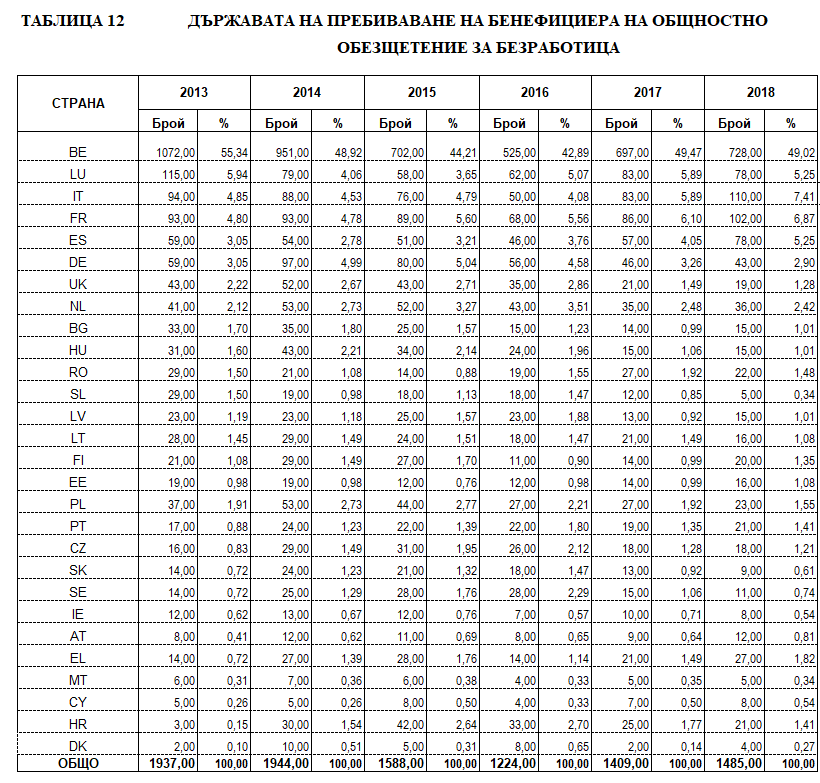 ТАБЛИЦА 12 ДЪРЖАВАТА НА ПРЕБИВАВАНЕ НА БЕНЕФИЦИЕРА НА ОБЩНОСТНО
ОБЕЗЩЕТЕНИЕ ЗА БЕЗРАБОТИЦА
СТРАНА 2013 2014 2015 2016 2017 2018
Брой % Брой % Брой % Брой % Брой % Брой %
BE 1072,00 55,34 951,00 48,92 702,00 44,21 525,00 42,89 697,00 49,47 728,00 49,02
LU 115,00 5,94 79,00 4,06 58,00 3,65 62,00 5,07 83,00 5,89 78,00 5,25
IT 94,00 4,85 88,00 4,53 76,00 4,79 50,00 4,08 83,00 5,89 110,00 7,41
FR 93,00 4,80 93,00 4,78 89,00 5,60 68,00 5,56 86,00 6,10 102,00 6,87
ES 59,00 3,05 54,00 2,78 51,00 3,21 46,00 3,76 57,00 4,05 78,00 5,25
DE 59,00 3,05 97,00 4,99 80,00 5,04 56,00 4,58 46,00 3,26 43,00 2,90
UK 43,00 2,22 52,00 2,67 43,00 2,71 35,00 2,86 21,00 1,49 19,00 1,28
NL 41,00 2,12 53,00 2,73 52,00 3,27 43,00 3,51 35,00 2,48 36,00 2,42
BG 33,00 1,70 35,00 1,80 25,00 1,57 15,00 1,23 14,00 0,99 15,00 1,01
HU 31,00 1,60 43,00 2,21 34,00 2,14 24,00 1,96 15,00 1,06 15,00 1,01
RO 29,00 1,50 21,00 1,08 14,00 0,88 19,00 1,55 27,00 1,92 22,00 1,48
SL 29,00 1,50 19,00 0,98 18,00 1,13 18,00 1,47 12,00 0,85 5,00 0,34
LV 23,00 1,19 23,00 1,18 25,00 1,57 23,00 1,88 13,00 0,92 15,00 1,01
LT 28,00 1,45 29,00 1,49 24,00 1,51 18,00 1,47 21,00 1,49 16,00 1,08
FI 21,00 1,08 29,00 1,49 27,00 1,70 11,00 0,90 14,00 0,99 20,00 1,35
EE 19,00 0,98 19,00 0,98 12,00 0,76 12,00 0,98 14,00 0,99 16,00 1,08
PL 37,00 1,91 53,00 2,73 44,00 2,77 27,00 2,21 27,00 1,92 23,00 1,55
PT 17,00 0,88 24,00 1,23 22,00 1,39 22,00 1,80 19,00 1,35 21,00 1,41
CZ 16,00 0,83 29,00 1,49 31,00 1,95 26,00 2,12 18,00 1,28 18,00 1,21
SK 14,00 0,72 24,00 1,23 21,00 1,32 18,00 1,47 13,00 0,92 9,00 0,61
SE 14,00 0,72 25,00 1,29 28,00 1,76 28,00 2,29 15,00 1,06 11,00 0,74
IE 12,00 0,62 13,00 0,67 12,00 0,76 7,00 0,57 10,00 0,71 8,00 0,54
AT 8,00 0,41 12,00 0,62 11,00 0,69 8,00 0,65 9,00 0,64 12,00 0,81
EL 14,00 0,72 27,00 1,39 28,00 1,76 14,00 1,14 21,00 1,49 27,00 1,82
MT 6,00 0,31 7,00 0,36 6,00 0,38 4,00 0,33 5,00 0,35 5,00 0,34
CY 5,00 0,26 5,00 0,26 8,00 0,50 4,00 0,33 7,00 0,50 8,00 0,54
HR 3,00 0,15 30,00 1,54 42,00 2,64 33,00 2,70 25,00 1,77 21,00 1,41
DK 2,00 0,10 10,00 0,51 5,00 0,31 8,00 0,65 2,00 0,14 4,00 0,27
ОБЩО 1937,00 100,00 1944,00 100,00 1588,00 100,00 1224,00 100,00 1409,00 100,00 1485,00 100,00